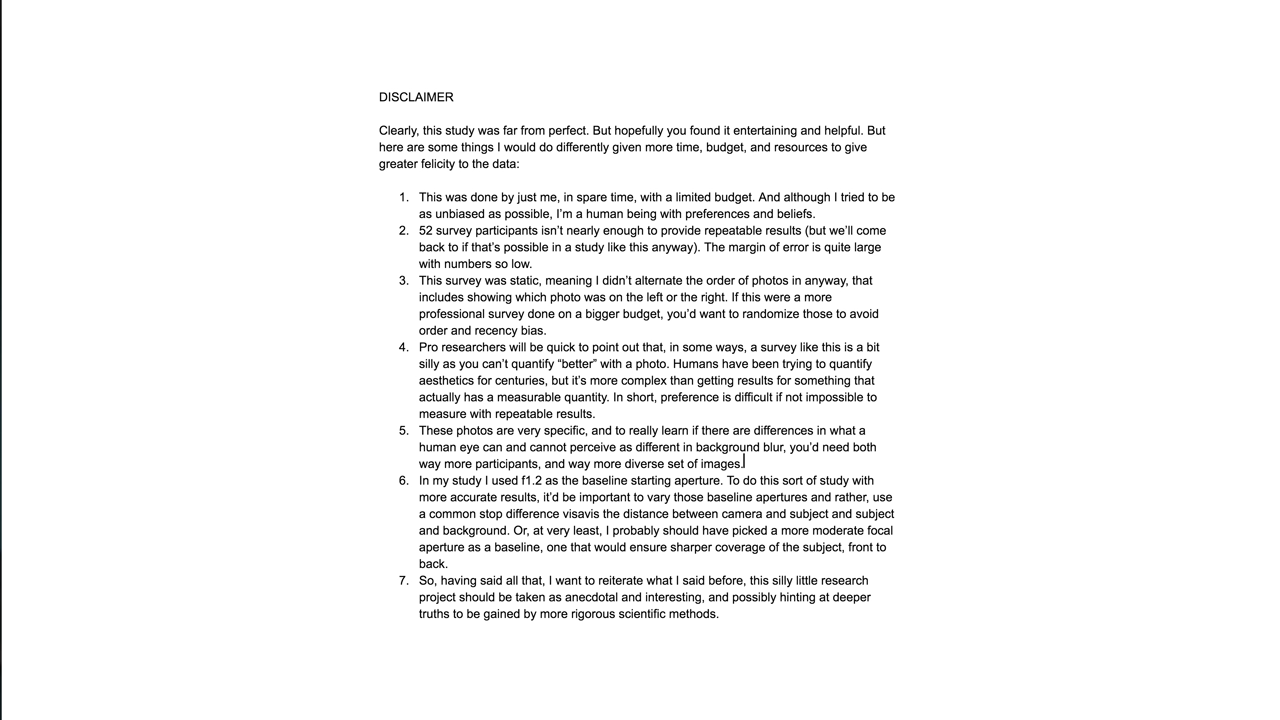 DISCLAIMER
Clearly, this study was far from perfect. But hopefully you found it entertaining and helpful. But
here are some things I would do differently given more time, budget, and resources to give
greater felicity to the data:
1. This was done by just me, in spare time, with a limited budget. And although I tried to be
as unbiased as possible, I’m a human being with preferences and beliefs.
2. 52 survey participants isn’t nearly enough to provide repeatable results (but we’ll come
back to if that’s possible in a study like this anyway). The margin of error is quite large
with numbers so low.
3. This survey was static, meaning I didn’t alternate the order of photos in anyway, that
includes showing which photo was on the left or the right. If this were a more
professional survey done on a bigger budget, you’d want to randomize those to avoid
order and recency bias.
4. Pro researchers will be quick to point out that, in some ways, a survey like this is a bit
silly as you can’t quantify “better” with a photo. Humans have been trying to quantify
aesthetics for centuries, but it’s more complex than getting results for something that
actually has a measurable quantity. In short, preference is difficult if not impossible to
measure with repeatable results.
5. These photos are very specific, and to really learn if there are differences in what a
human eye can and cannot perceive as different in background blur, you’d need both
way more participants, and way more diverse set of images.
6. In my study I used f1.2 as the baseline starting aperture. To do this sort of study with
more accurate results, it’d be important to vary those baseline apertures and rather, use
a common stop difference visavis the distance between camera and subject and subject
and background. Or, at very least, I probably should have picked a more moderate focal
aperture as a baseline, one that would ensure sharper coverage of the subject, front to
back.
7. So, having said all that, I want to reiterate what I said before, this silly little research
project should be taken as anecdotal and interesting, and possibly hinting at deeper
truths to be gained by more rigorous scientific methods.